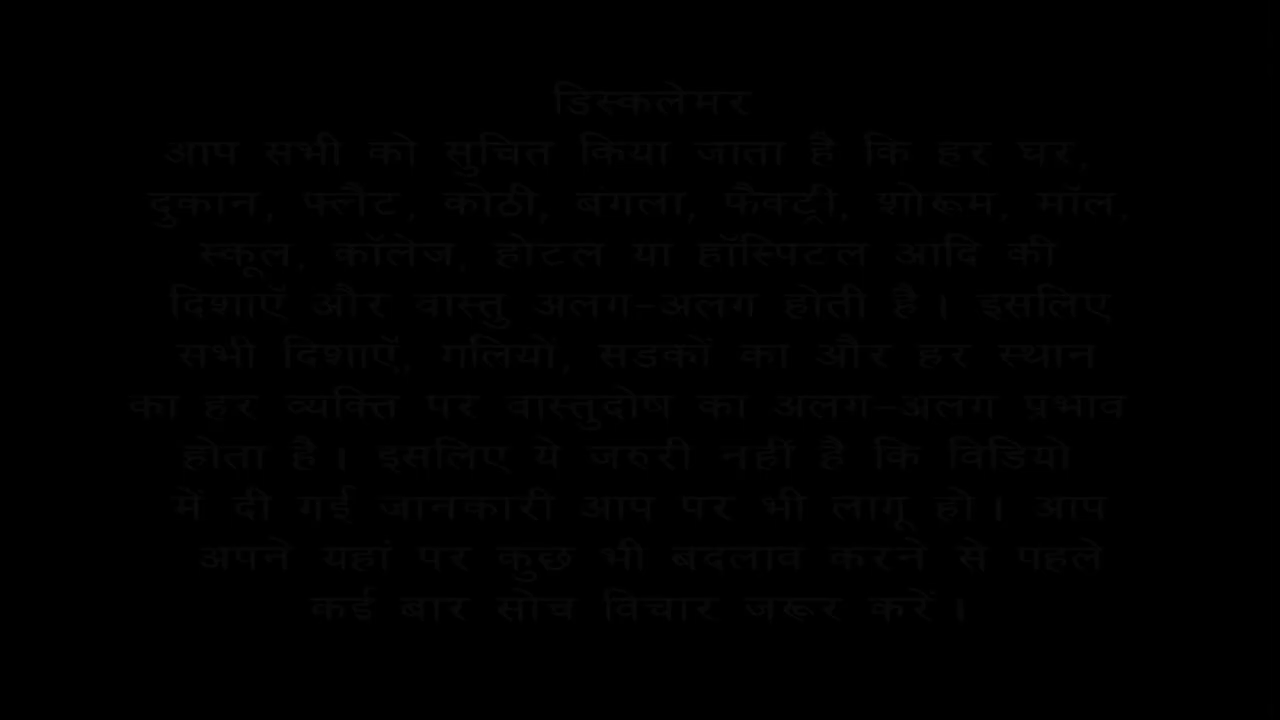 डिस्कलेमर
आप सभी को सुचित किया जाता है कि हर घर,
दुकान, फ्लैट, कोठी, बंगला, फैक्ट्री, शोरूम, मॉल,
स्कूल, कॉलेज, होटल या हॉस्पिटल आदि की
दिशाएँ और वास्तु अलग-अलग होती है। इसलिए
सभी दिशाएँ, गलियों, सडकों का और हर स्थान
का हर व्यक्ति पर वास्तुदोष का अलग-अलग प्रभाव
होता है। इसलिए ये जरुरी नहीं है कि विडियो
में दी गई जानकारी आप पर भी लागू हो। आप
अपने यहां पर कुछ भी बदलाव करने से पहले
कई बार सोच विचार जरूर करें।